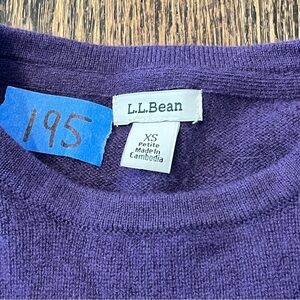 195
L.L.Bean
XS
Petite
Made In
Cambodia